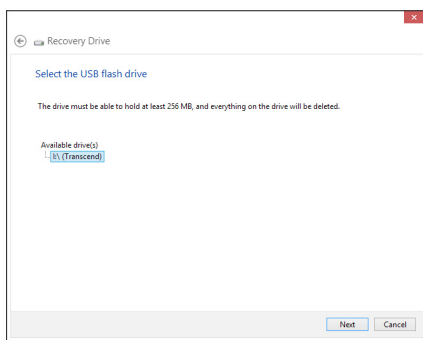 Recovery Drive
Select the USB flash drive
The drive must be able to hold at least 256 MB, and everything on the drive will be deleted.
Available drive(s)
I:\ (Transcend)
Next Cancel